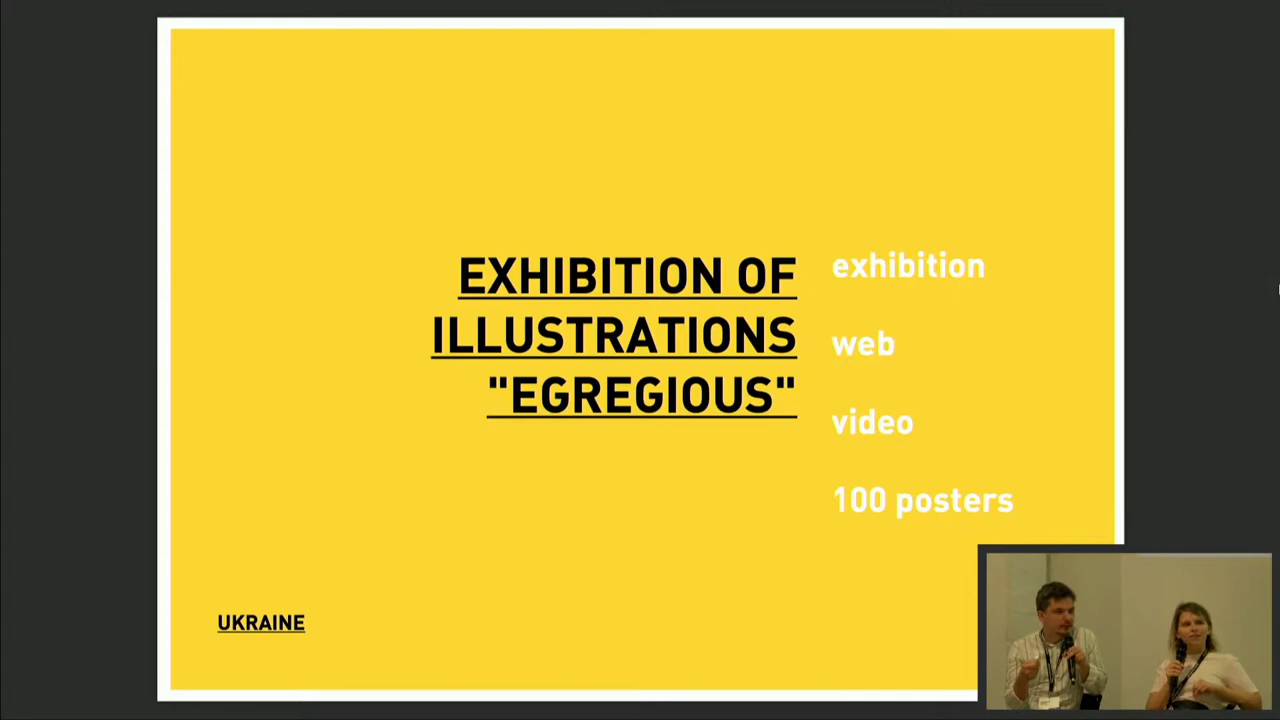 EXHIBITION OF
ILLUSTRATIONS
"EGREGIOUS"
exhibition
web
video
100 posters
UKRAINE